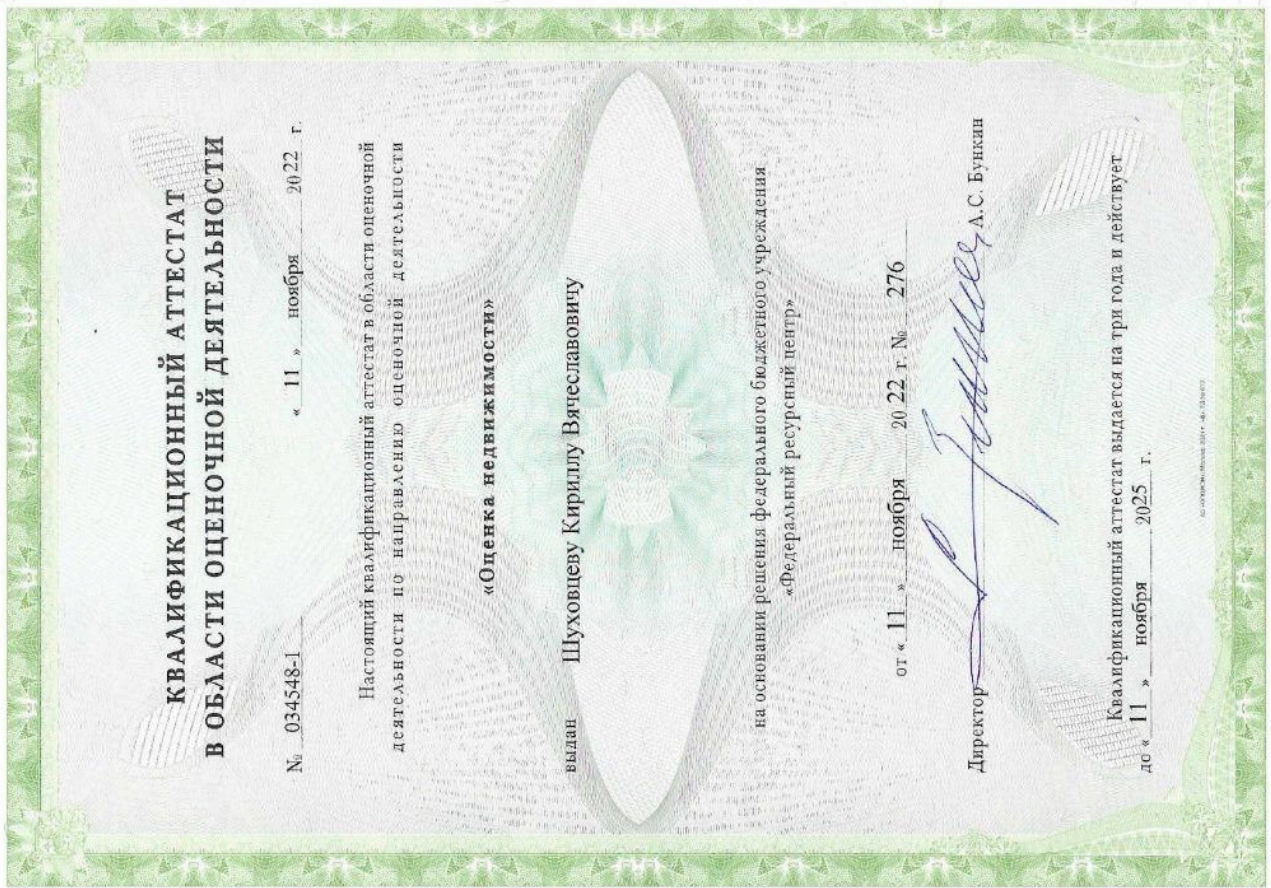 КВАЛИФИКАЦИОННЫЙ АТТЕСТАТ
В ОБЛАСТИ ОЦЕНОЧНОЙ ДЕЯТЕЛЬНОСТИ
№ 034548-1 « 11 » ноября 2022 г.
Настоящий квалификационный аттестат в области оценочной
деятельности по направлению оценочной деятельности
«Оценка недвижимости»
выдан Шуховцеву Кириллу Вячеславовичу
на основании решения федерального бюджетного учреждения
«Федеральный ресурсный центр»
от « 11 » ноября 20 22 г. № 276
Директор А.С. Бункин
Квалификационный аттестат выдается на три года и действует
до « 11 » ноября 2025 г.